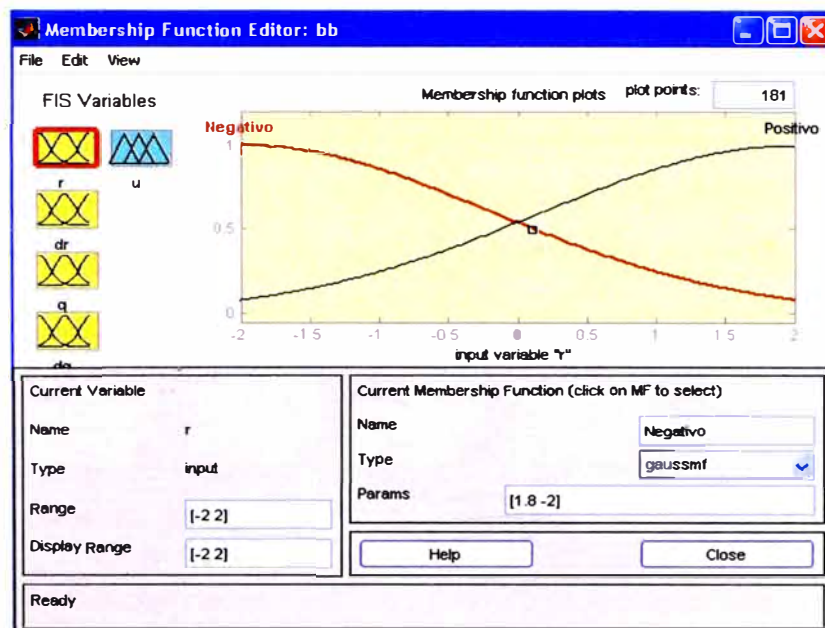 Membership Function Editor: bb
File Edit View
FIS Variables
Membership function plots plot points: 181
r
u
dr
q
dq
Negativo
Positivo
1
0.5
0
-2 -1.5 -1 -0.5 0 0.5 1 1.5 2
input variable "r"
Current Variable
Name r
Type input
Range [-2 2]
Display Range [-2 2]
Current Membership Function (click on MF to select)
Name Negativo
Type gaussmf
Params [1.8 -2]
Help Close
Ready